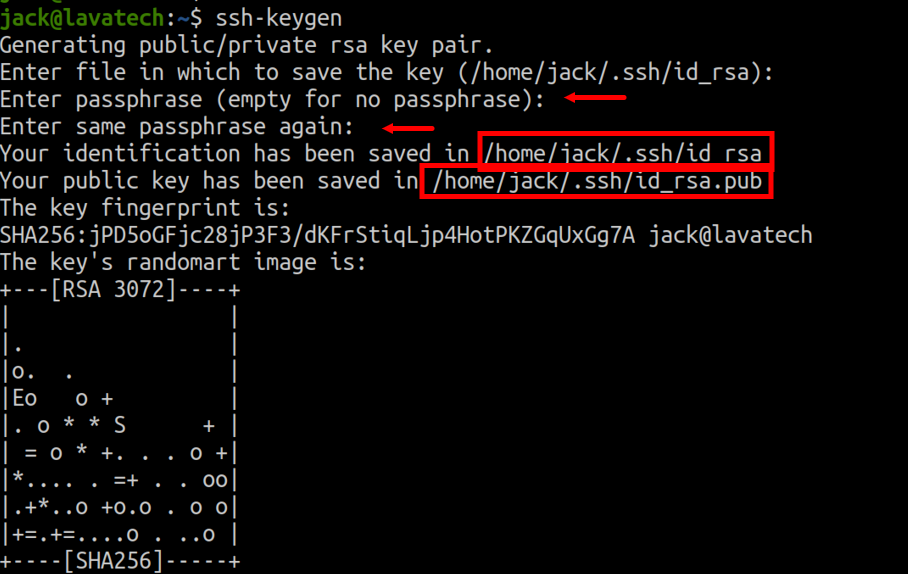 jack@lavatech:~$ ssh-keygen
Generating public/private rsa key pair.
Enter file in which to save the key (/home/jack/.ssh/id_rsa):
Enter passphrase (empty for no passphrase):
Enter same passphrase again:
Your identification has been saved in /home/jack/.ssh/id_rsa
Your public key has been saved in /home/jack/.ssh/id_rsa.pub
The key fingerprint is:
SHA256:jPD5oGFjc28jP3F3/dKFrStiqLjp4HotPKZGqUxGg7A jack@lavatech
The key's randomart image is:
+---[RSA 3072]----+
|                 |
|.                |
|o.  .            |
|Eo   o +         |
|. o * * S      + |
| = o * +. . . o +|
|*.... . =+ . . oo|
|.+*..o +o.o . o o|
|+=.+=....o . ..o |
+----[SHA256]-----+